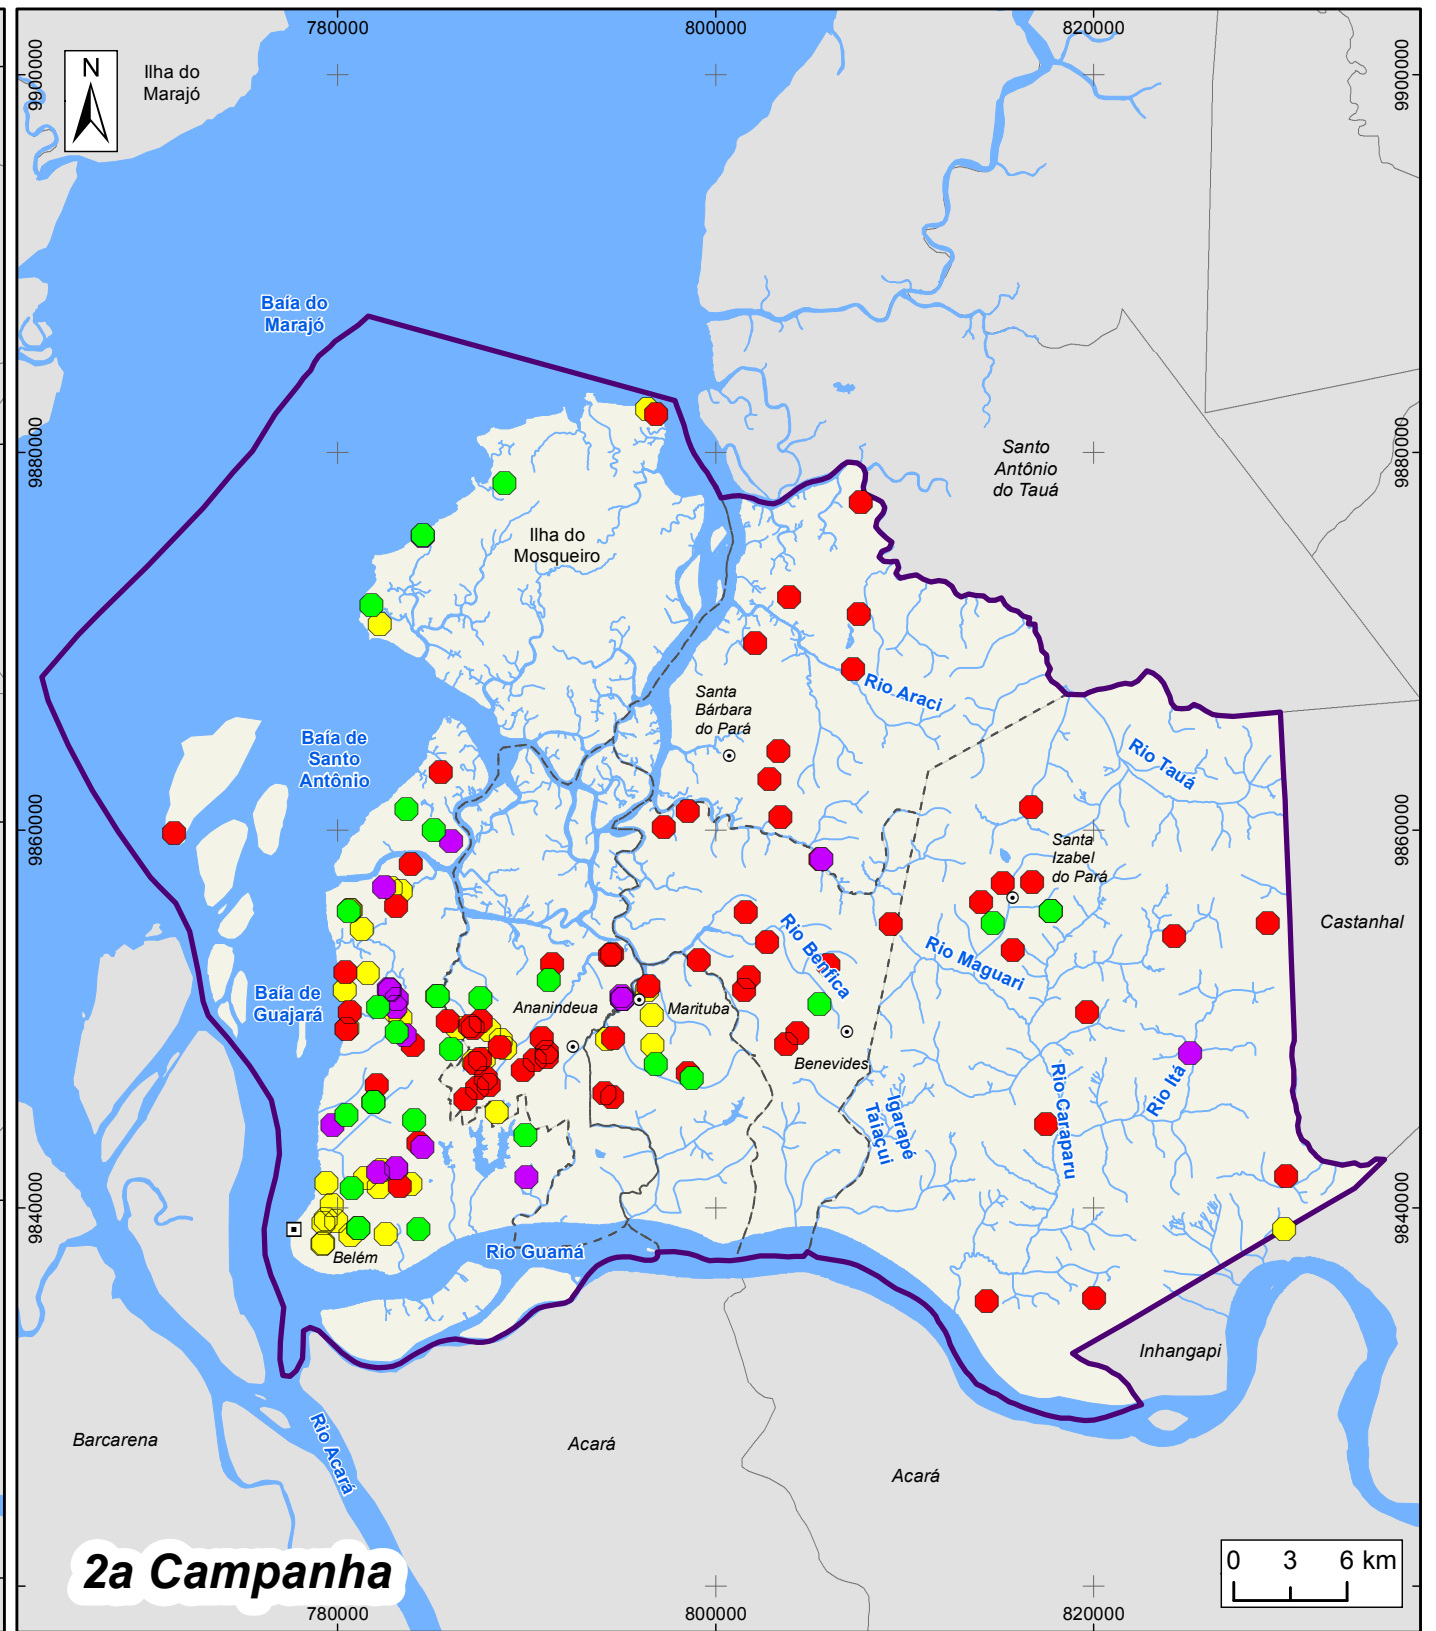 780000
800000
820000
9900000
9900000
N
Ilha do
Marajó
Baía do
Marajó
9880000
9880000
Santo
Antônio
do Tauá
Ilha do
Mosqueiro
Santa
Bárbara
do Pará
Rio Araci
Baía de
Santo
Antônio
Rio Tauá
9860000
9860000
Santa
Izabel
do Pará
Castanhal
Rio Benfica
Rio Maguari
Baía de
Guajará
Ananindeua
Marituba
Benevides
Rio Itá
Rio Caraparu
Igarapé
Taiaçuí
9840000
9840000
Belém
Rio Guamá
Inhangapi
Barcarena
Rio Acará
Acará
Acará
2a Campanha
0 3 6 km
780000
800000
820000